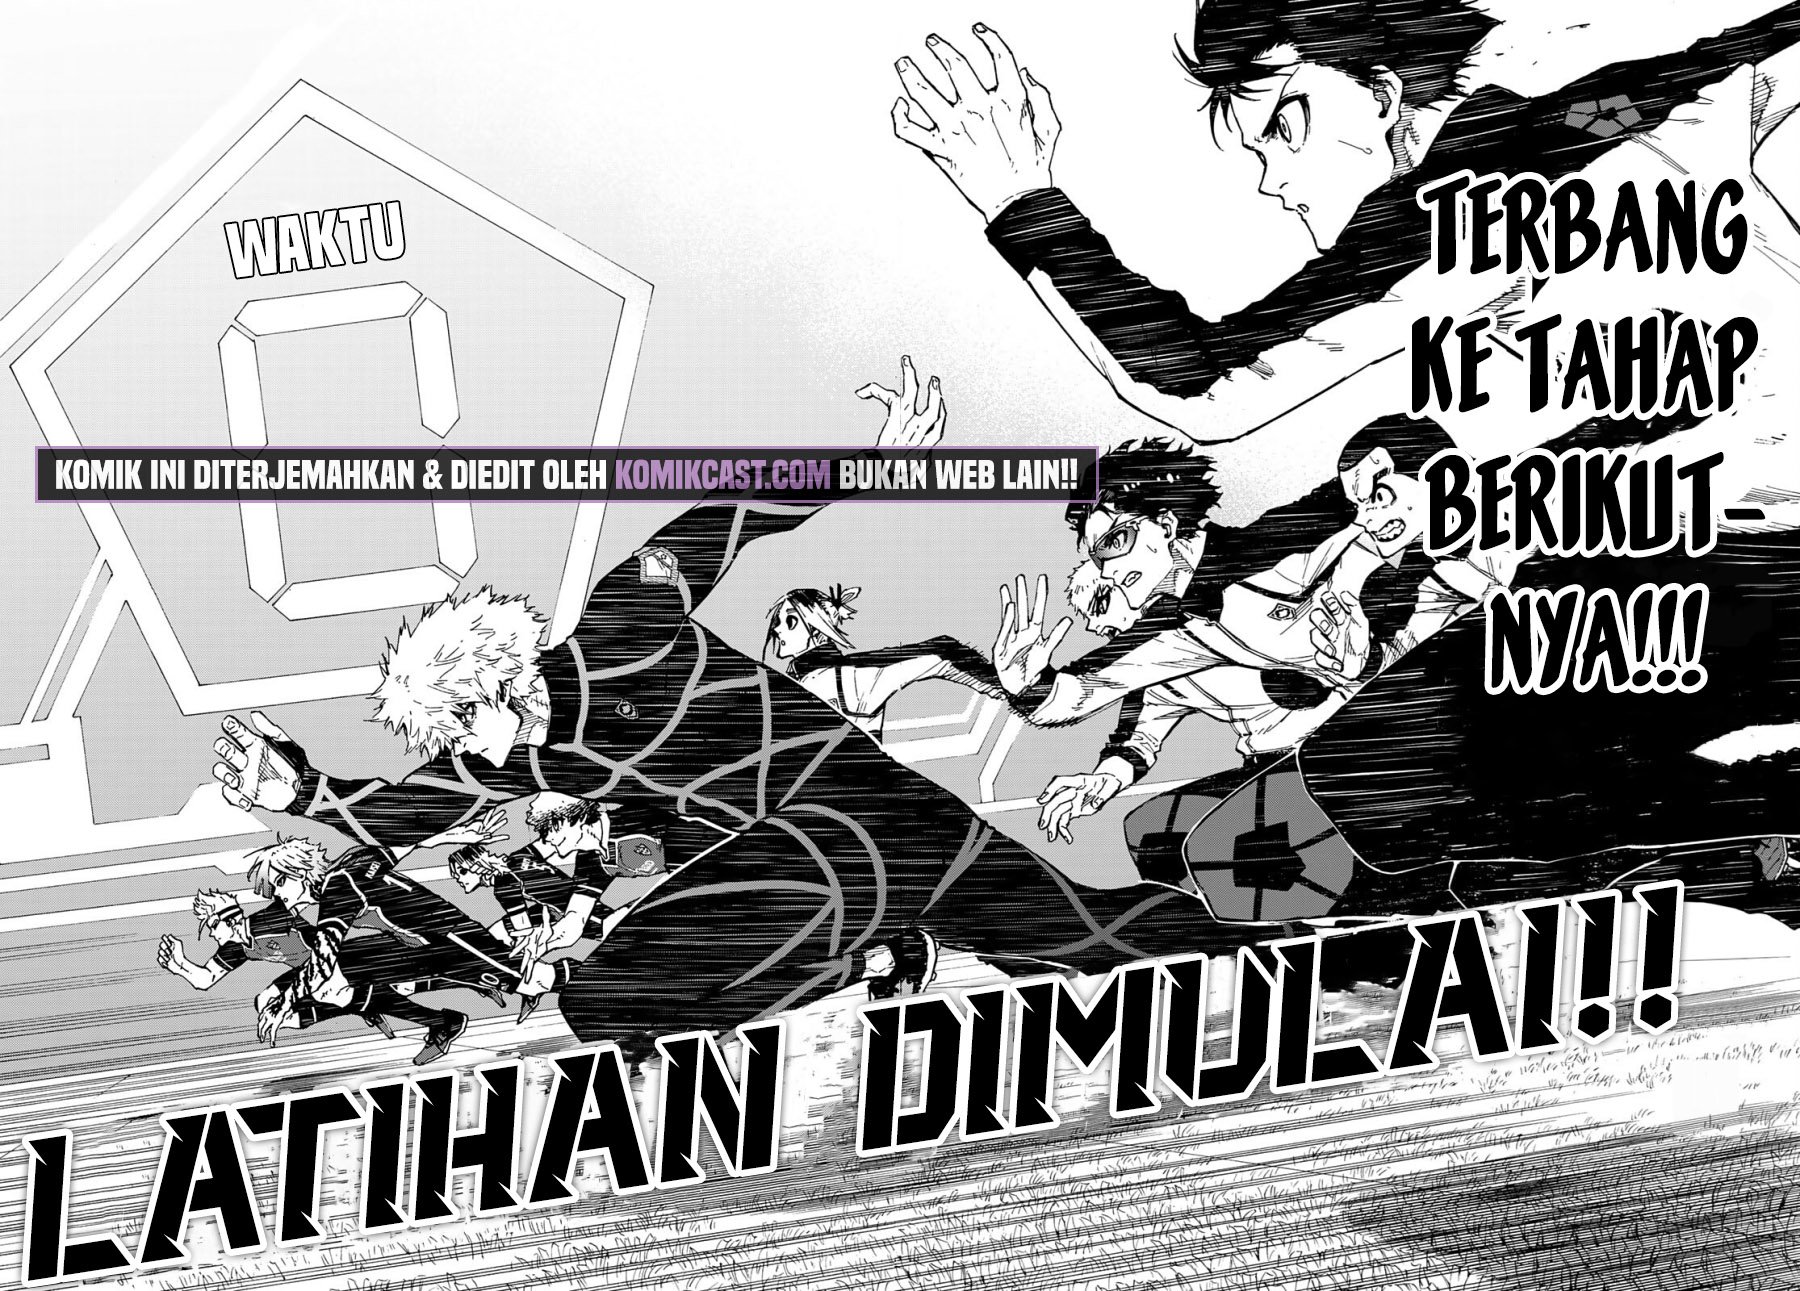 TERBANG
KE TAHAP
BERIKUT-
NYA!!!
WAKTU
0
KOMIK INI DITERJEMAHKAN & DIEDIT OLEH KOMIKCAST.COM BUKAN WEB LAIN!!
LATIHAN DIMULAI!!